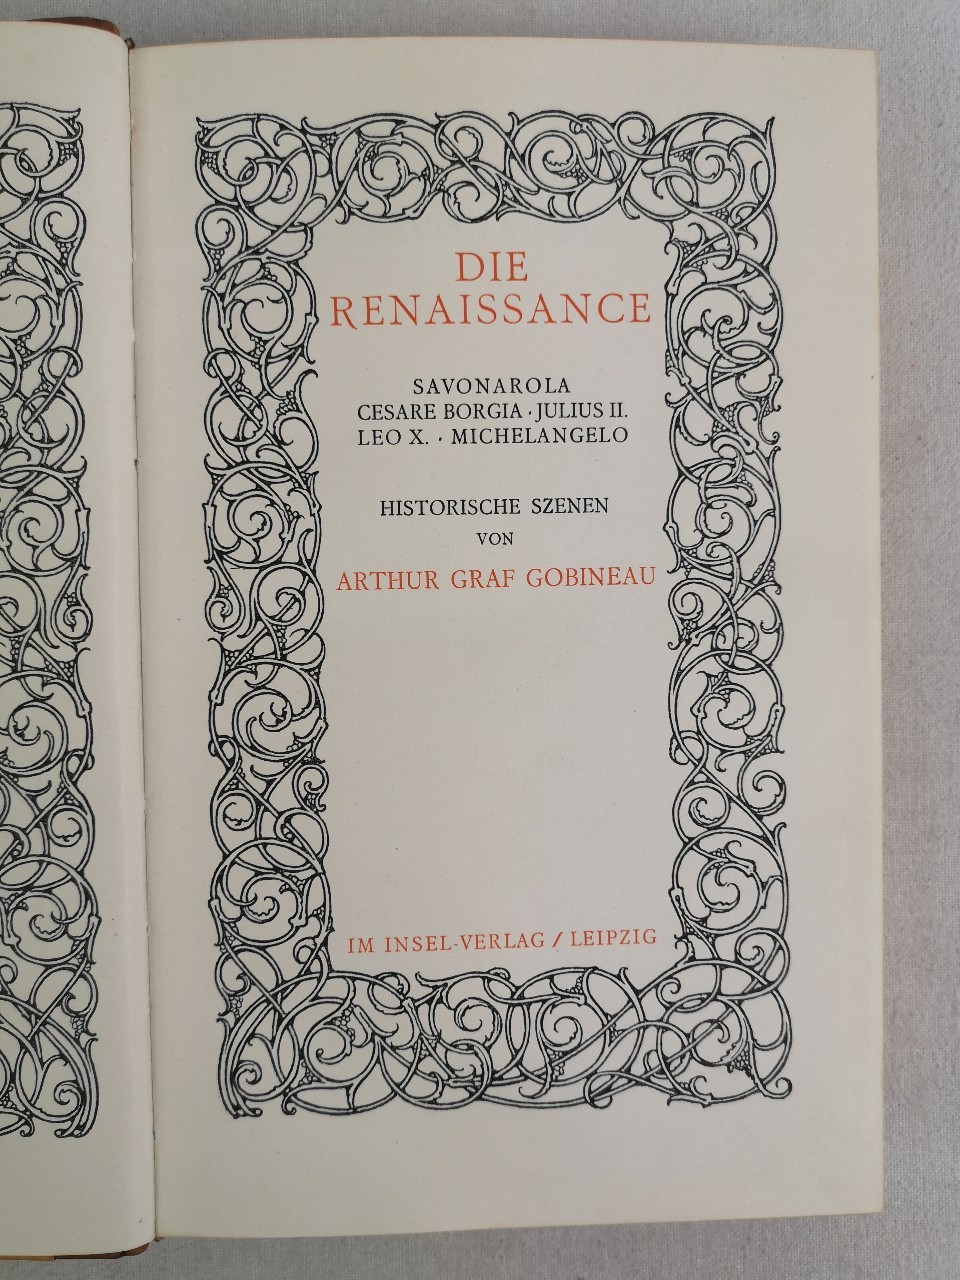 DIE
RENAISSANCE
SAVONAROLA
CESARE BORGIA · JULIUS II.
LEO X. · MICHELANGELO
HISTORISCHE SZENEN
VON
ARTHUR GRAF GOBINEAU
IM INSEL-VERLAG / LEIPZIG